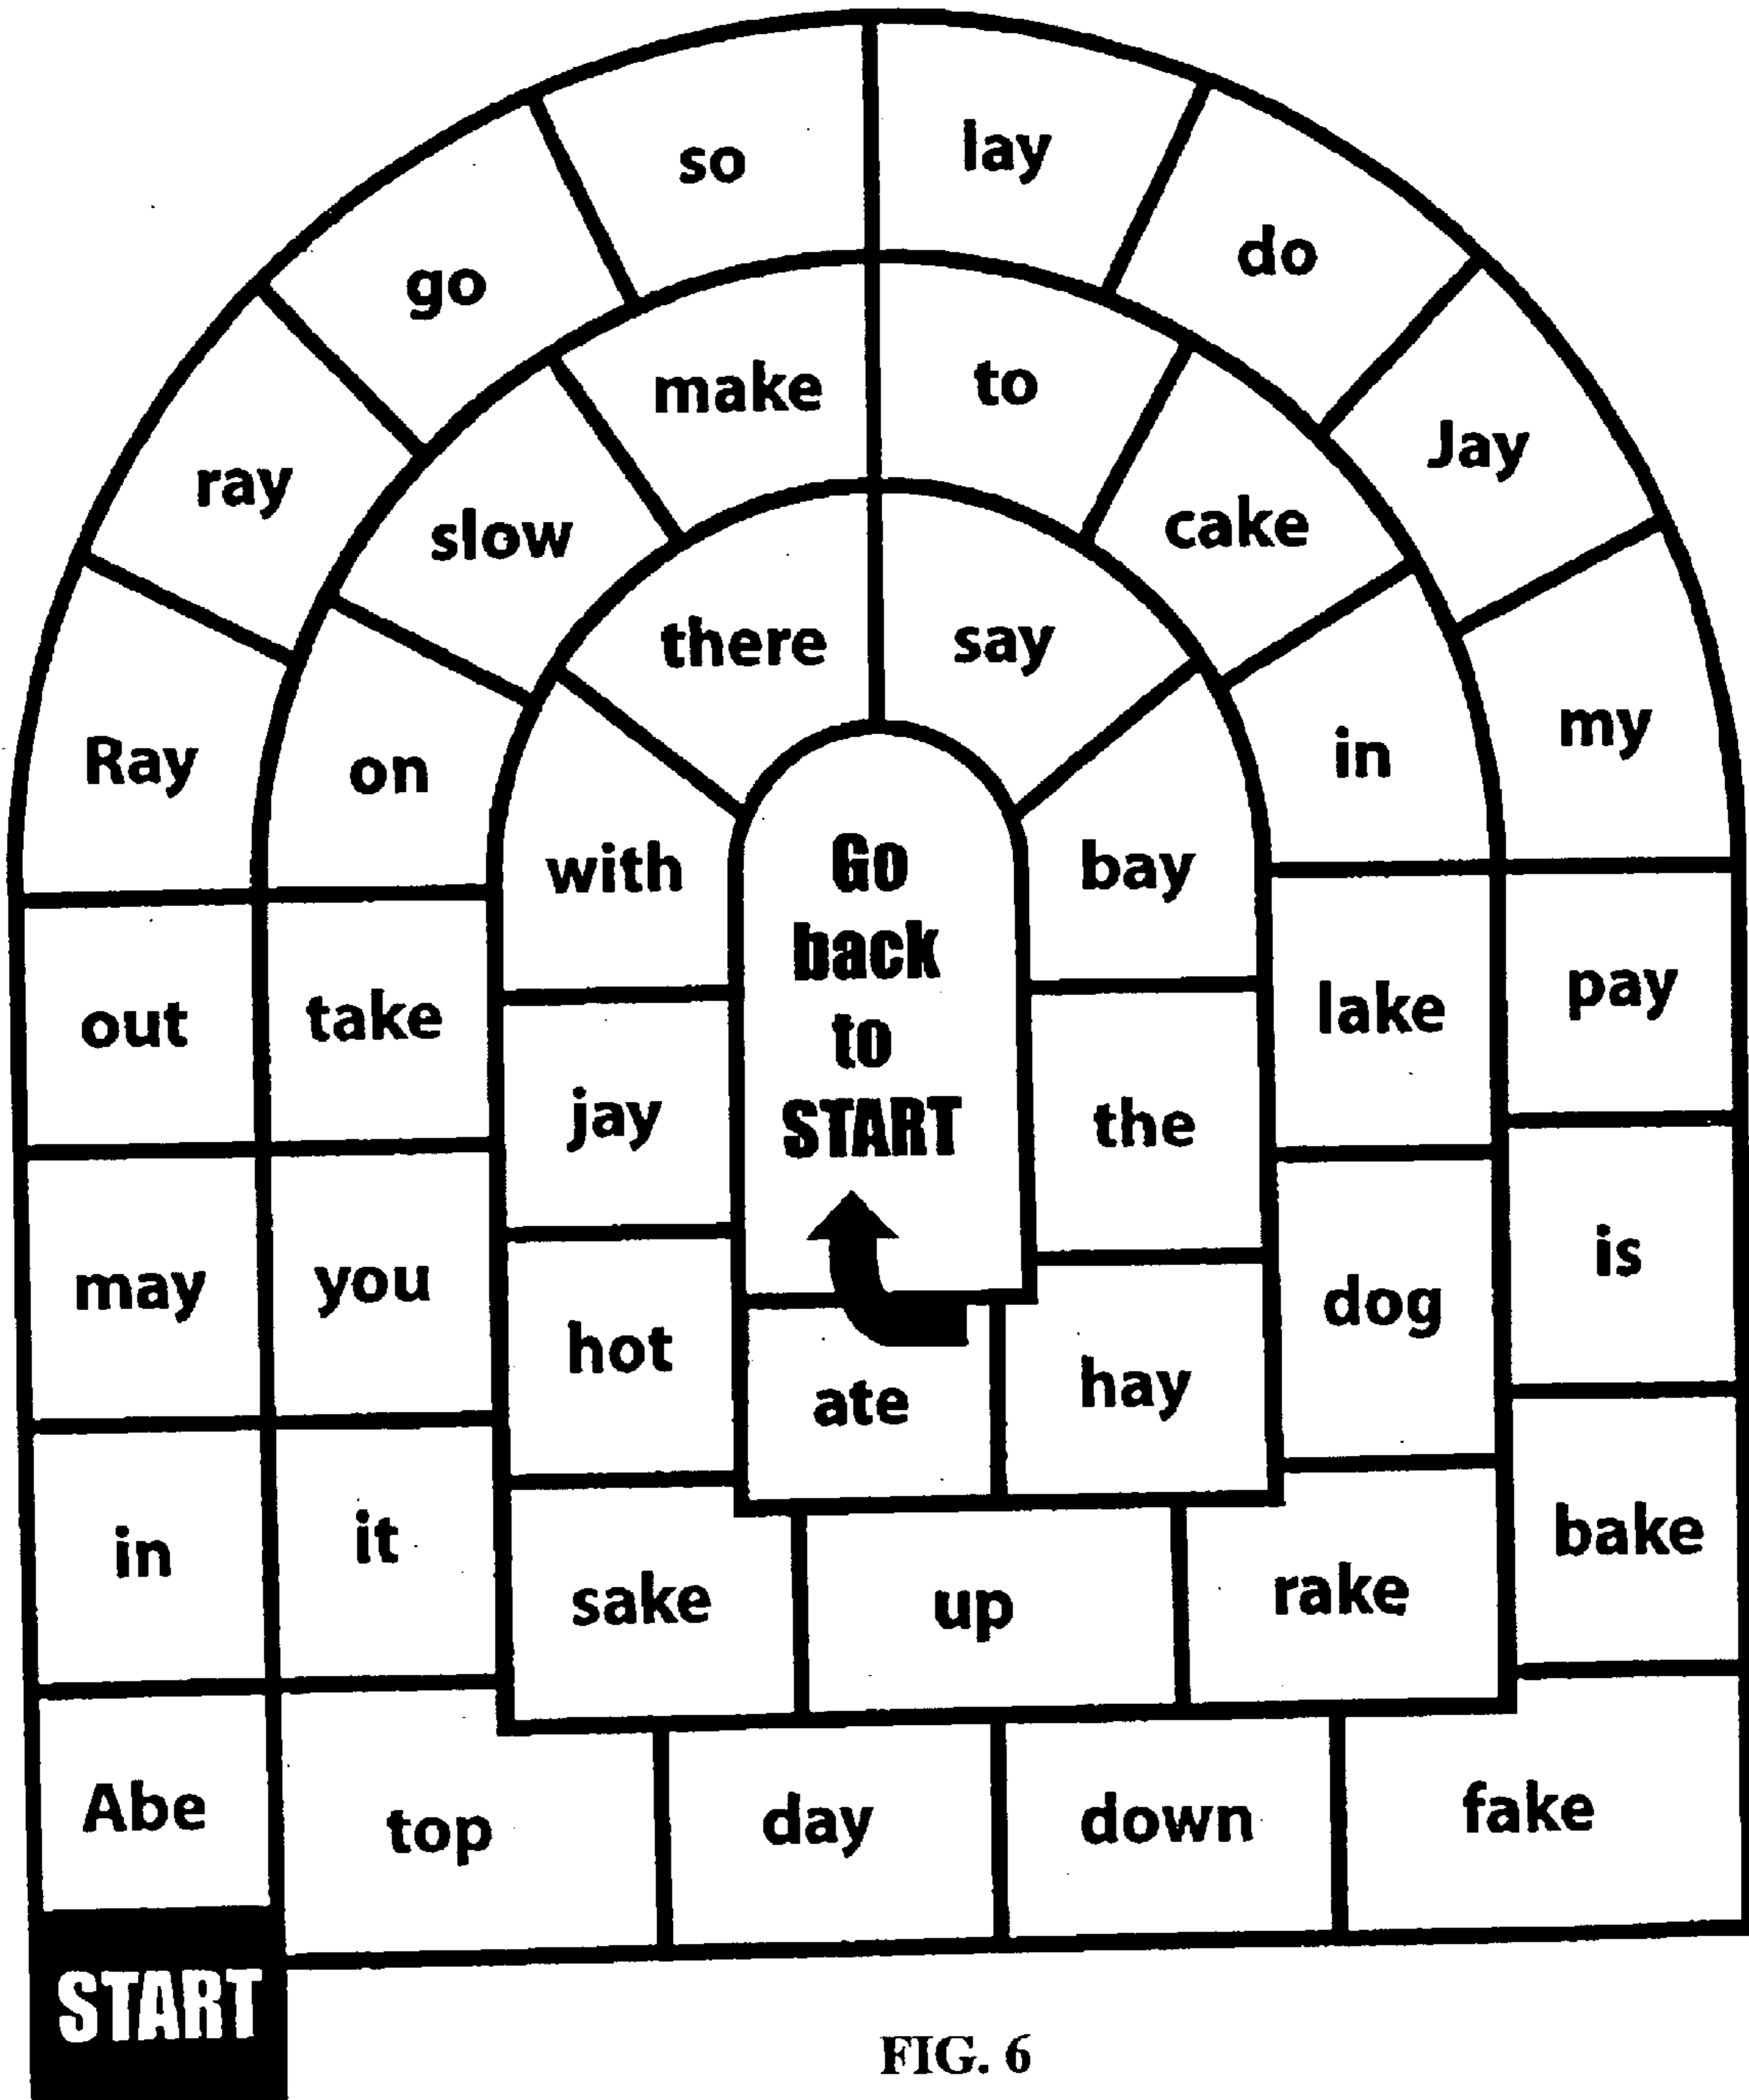 so
lay
go
do
make
to
ray
Jay
slow
cake
there
say
Ray
on
in
my
with
Go
back
to
START
bay
out
take
jay
the
lake
pay
may
you
hot
ate
hay
dog
is
in
it
sake
up
rake
bake
Abe
top
day
down
fake
START
FIG. 6